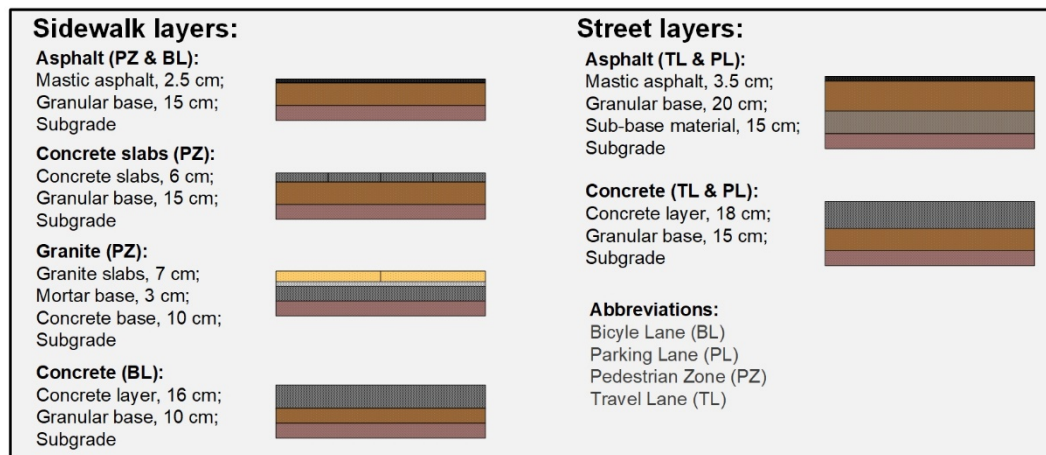 Sidewalk layers:
Asphalt (PZ & BL):
Mastic asphalt, 2.5 cm;
Granular base, 15 cm;
Subgrade
Concrete slabs (PZ):
Concrete slabs, 6 cm;
Granular base, 15 cm;
Subgrade
Granite (PZ):
Granite slabs, 7 cm;
Mortar base, 3 cm;
Concrete base, 10 cm;
Subgrade
Concrete (BL):
Concrete layer, 16 cm;
Granular base, 10 cm;
Subgrade
Street layers:
Asphalt (TL & PL):
Mastic asphalt, 3.5 cm;
Granular base, 20 cm;
Sub-base material, 15 cm;
Subgrade
Concrete (TL & PL):
Concrete layer, 18 cm;
Granular base, 15 cm;
Subgrade
Abbreviations:
Bicyle Lane (BL)
Parking Lane (PL)
Pedestrian Zone (PZ)
Travel Lane (TL)